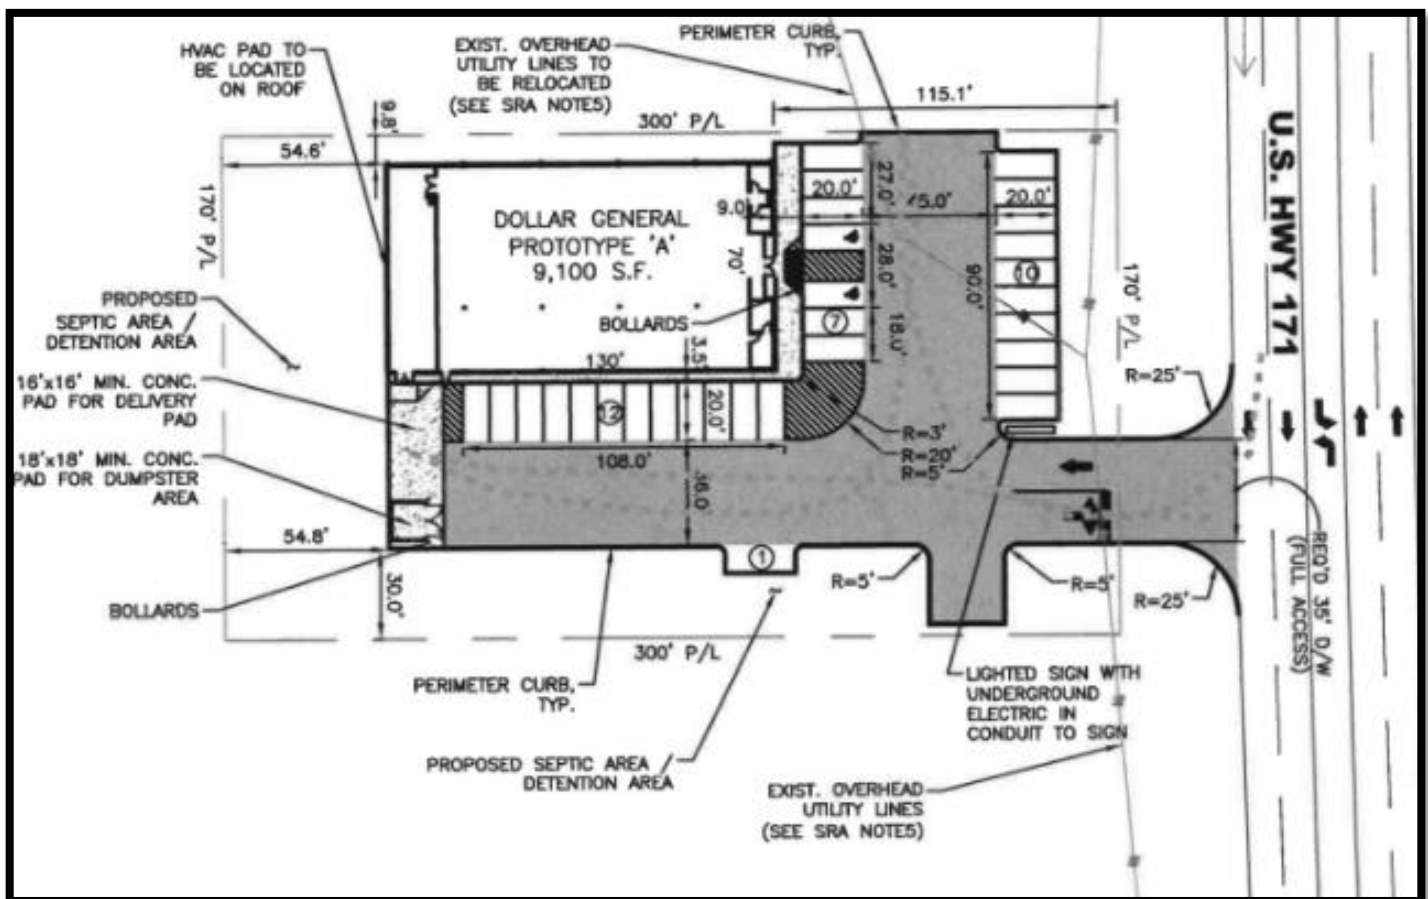 HVAC PAD TO
BE LOCATED
ON ROOF
EXIST. OVERHEAD
UTILITY LINES TO
BE RELOCATED
(SEE SRA NOTE5)
PERIMETER CURB,
TYP.
115.1'
9.8'
300' P/L
54.6'
170' P/L
DOLLAR GENERAL
PROTOTYPE 'A'
9,100 S.F.
70'
9.0
20.0'
27.0'
28.0'
18.0'
7
90.0'
20.0'
10
170' P/L
U.S. HWY 171
PROPOSED
SEPTIC AREA /
DETENTION AREA
BOLLARDS
130'
3.5'
16'x16' MIN. CONC.
PAD FOR DELIVERY
PAD
12
20.0'
R=3'
R=20'
R=5'
R=25'
18'x18' MIN. CONC.
PAD FOR DUMPSTER
AREA
108.0'
54.8'
30.0'
1
R=5'
R=5'
R=25'
REQ'D 35' D/W
(FULL ACCESS)
BOLLARDS
300' P/L
PERIMETER CURB,
TYP.
LIGHTED SIGN WITH
UNDERGROUND
ELECTRIC IN
CONDUIT TO SIGN
PROPOSED SEPTIC AREA /
DETENTION AREA
EXIST. OVERHEAD
UTILITY LINES
(SEE SRA NOTE5)